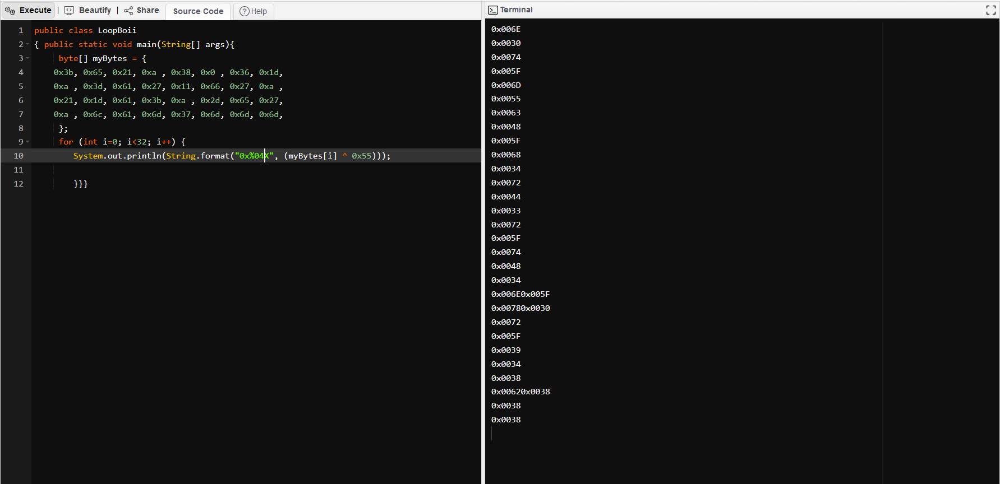 Execute | Beautify | Share Source Code Help
1 public class LoopBoii
2 { public static void main(String[] args){
3 byte[] myBytes = {
4 0x3b, 0x65, 0x21, 0xa , 0x38, 0x0 , 0x36, 0x1d,
5 0xa , 0x3d, 0x61, 0x27, 0x11, 0x66, 0x27, 0xa ,
6 0x21, 0x1d, 0x61, 0x3b, 0xa , 0x2d, 0x65, 0x27,
7 0xa , 0x6c, 0x61, 0x6d, 0x37, 0x6d, 0x6d, 0x6d,
8 };
9 for (int i=0; i<32; i++) {
10 System.out.println(String.format("0x%04X", (myBytes[i] ^ 0x55)));
11
12 }}}
Terminal
0x006E
0x0030
0x0074
0x005F
0x006D
0x0055
0x0063
0x0048
0x005F
0x0068
0x0034
0x0072
0x0044
0x0033
0x0072
0x005F
0x0074
0x0048
0x0034
0x006E0x005F
0x00780x0030
0x0072
0x005F
0x0039
0x0034
0x0038
0x00620x0038
0x0038
0x0038